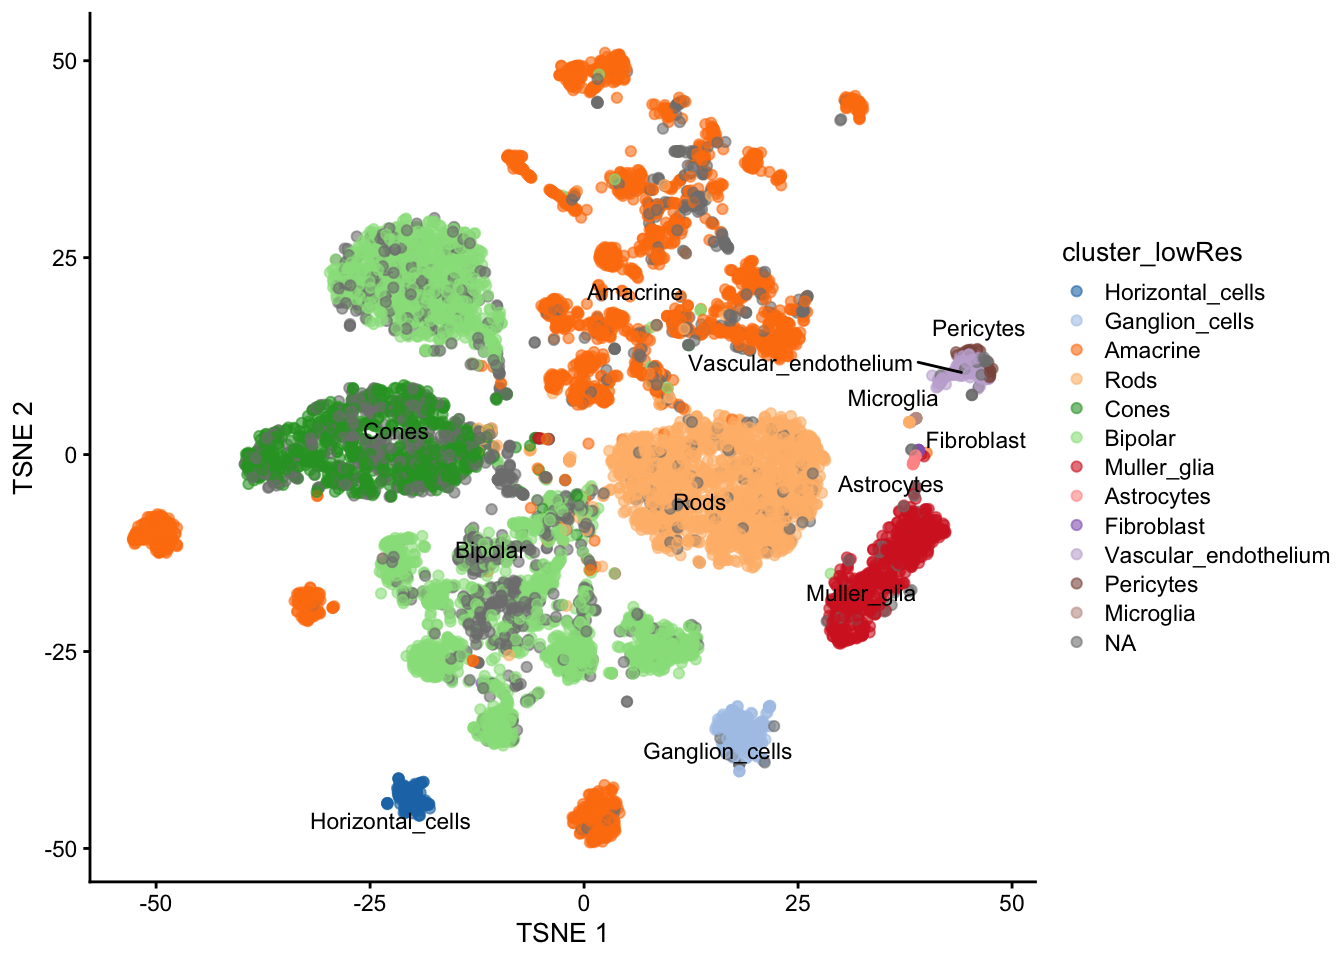 50
25
0
-25
-50
TSNE 2
-50
-25
0
25
50
TSNE 1
Amacrine
Pericytes
Vascular_endothelium
Microglia
Cones
Fibroblast
Astrocytes
Rods
Bipolar
Muller_glia
Ganglion_cells
Horizontal_cells
cluster_lowRes
Horizontal_cells
Ganglion_cells
Amacrine
Rods
Cones
Bipolar
Muller_glia
Astrocytes
Fibroblast
Vascular_endothelium
Pericytes
Microglia
NA